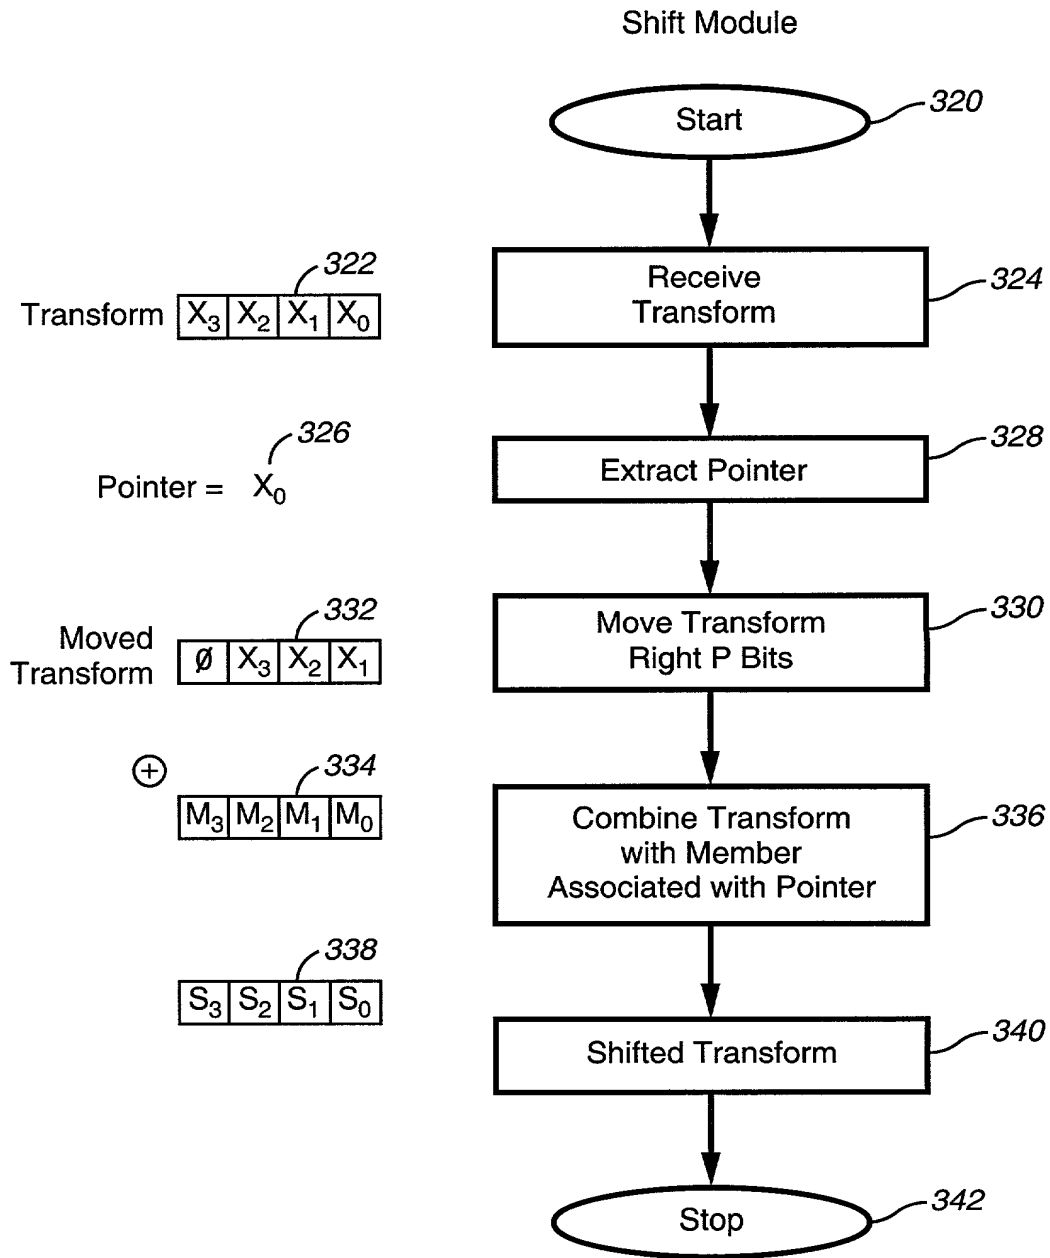 Shift Module
Start
320
322
Transform
X₃ X₂ X₁ X₀
Receive
Transform
324
326
Pointer = X₀
Extract Pointer
328
332
Moved
Transform
Ø X₃ X₂ X₁
Move Transform
Right P Bits
330
+
334
M₃ M₂ M₁ M₀
Combine Transform
with Member
Associated with Pointer
336
338
S₃ S₂ S₁ S₀
Shifted Transform
340
Stop
342